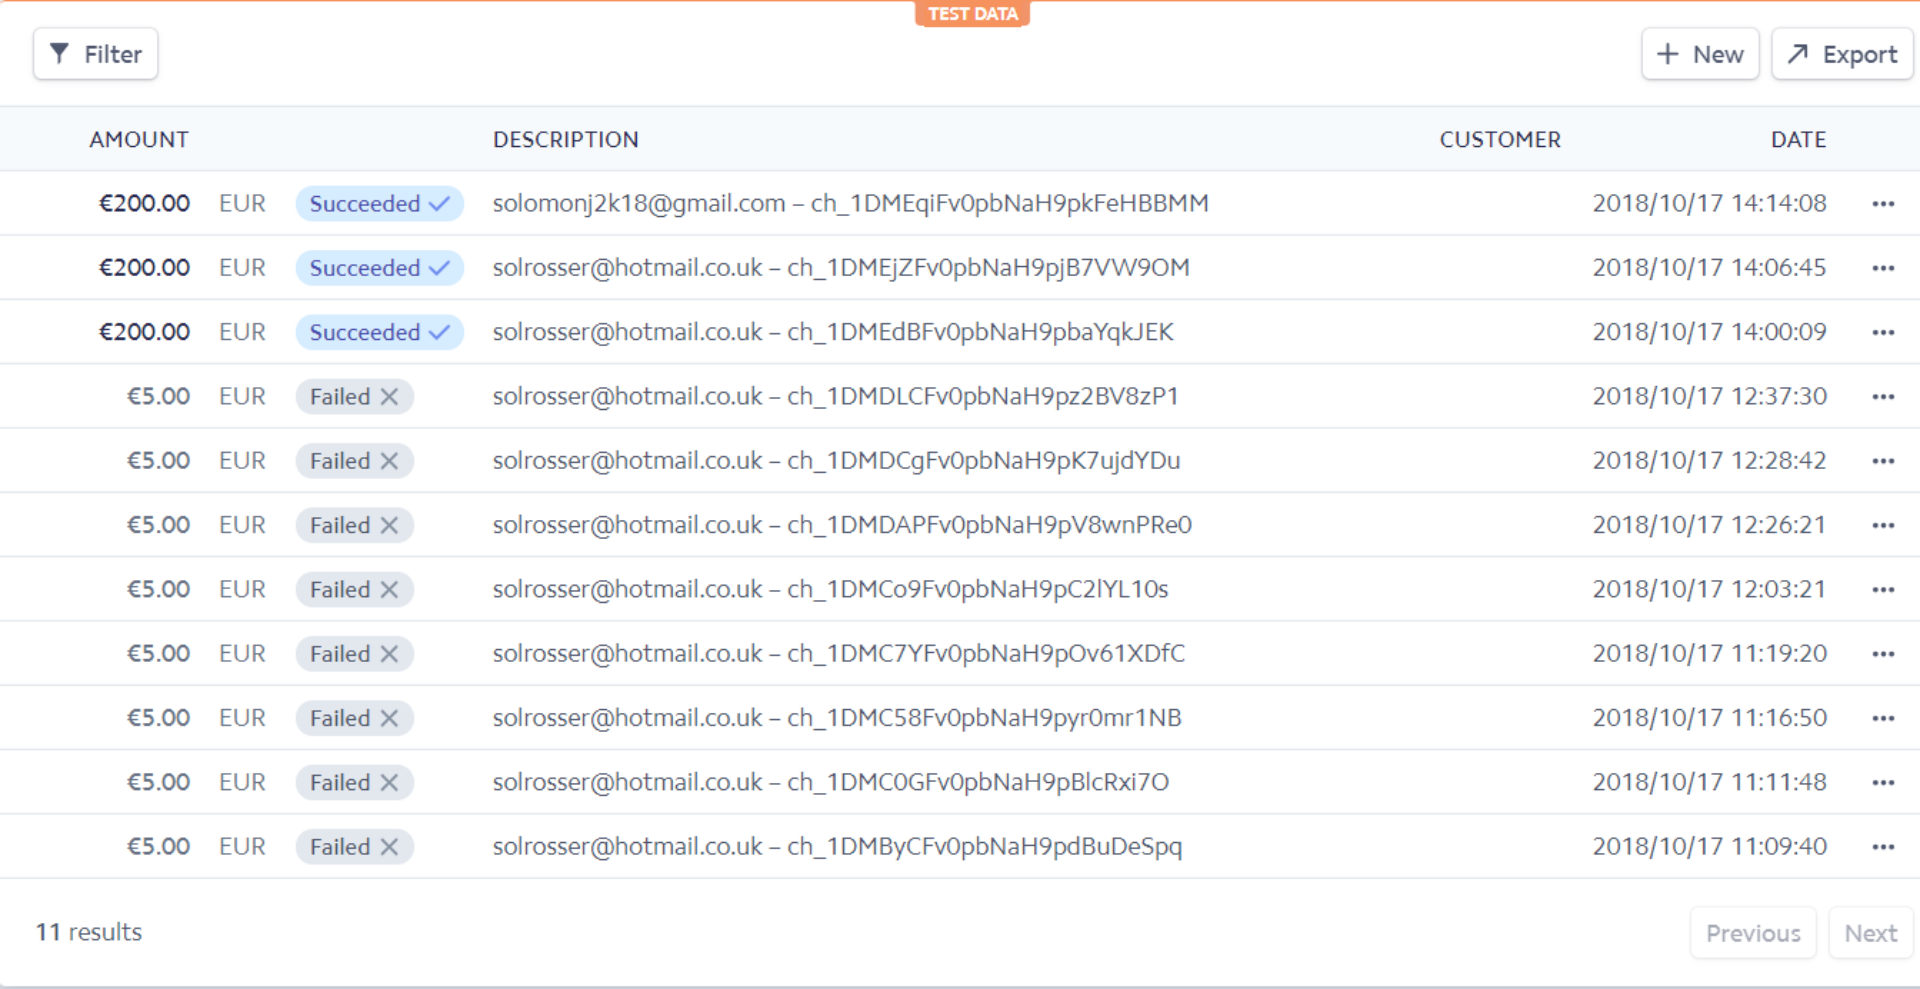 TEST DATA
Filter New Export
AMOUNT DESCRIPTION CUSTOMER DATE
€200.00 EUR Succeeded solomonj2k18@gmail.com – ch_1DMEqiFv0pbNaH9pkFeHBBMM 2018/10/17 14:14:08
€200.00 EUR Succeeded solrosser@hotmail.co.uk – ch_1DMEjZFv0pbNaH9pjB7VW9OM 2018/10/17 14:06:45
€200.00 EUR Succeeded solrosser@hotmail.co.uk – ch_1DMEdBFv0pbNaH9pbaYqkJEK 2018/10/17 14:00:09
€5.00 EUR Failed solrosser@hotmail.co.uk – ch_1DMDLCFv0pbNaH9pz2BV8zP1 2018/10/17 12:37:30
€5.00 EUR Failed solrosser@hotmail.co.uk – ch_1DMDCgFv0pbNaH9pK7ujdYDu 2018/10/17 12:28:42
€5.00 EUR Failed solrosser@hotmail.co.uk – ch_1DMDAPFv0pbNaH9pV8wnPRe0 2018/10/17 12:26:21
€5.00 EUR Failed solrosser@hotmail.co.uk – ch_1DMCo9Fv0pbNaH9pC2lYL10s 2018/10/17 12:03:21
€5.00 EUR Failed solrosser@hotmail.co.uk – ch_1DMC7YFv0pbNaH9pOv61XDfC 2018/10/17 11:19:20
€5.00 EUR Failed solrosser@hotmail.co.uk – ch_1DMC58Fv0pbNaH9pyr0mr1NB 2018/10/17 11:16:50
€5.00 EUR Failed solrosser@hotmail.co.uk – ch_1DMC0GFv0pbNaH9pBlcRxi7O 2018/10/17 11:11:48
€5.00 EUR Failed solrosser@hotmail.co.uk – ch_1DMByCFv0pbNaH9pdBuDeSpq 2018/10/17 11:09:40
11 results Previous Next